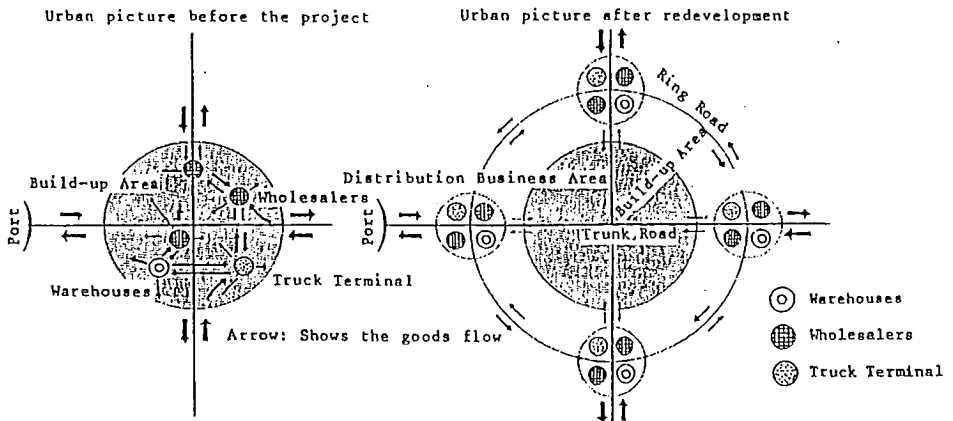 Urban picture before the project
Urban picture after redevelopment
Ring Road
Build-up Area
Wholesalers
Distribution Business Area
Build-up Area
Port
Port
Trunk Road
Warehouses
Truck Terminal
Arrow: Shows the goods flow
Warehouses
Wholesalers
Truck Terminal